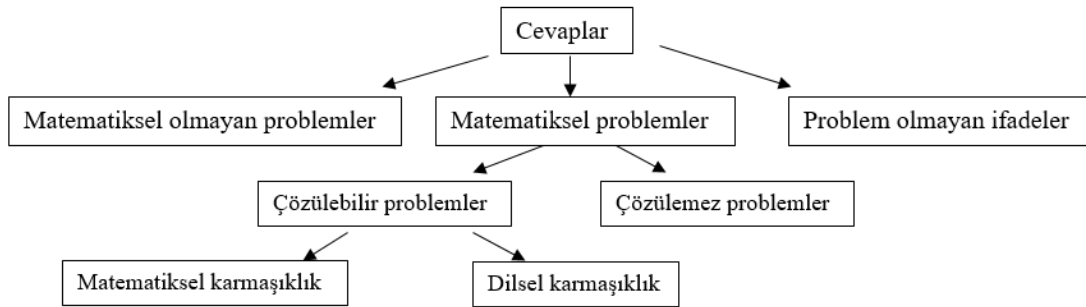 Cevaplar
Matematiksel olmayan problemler
Matematiksel problemler
Problem olmayan ifadeler
Çözülebilir problemler
Çözülemez problemler
Matematiksel karmaşıklık
Dilsel karmaşıklık